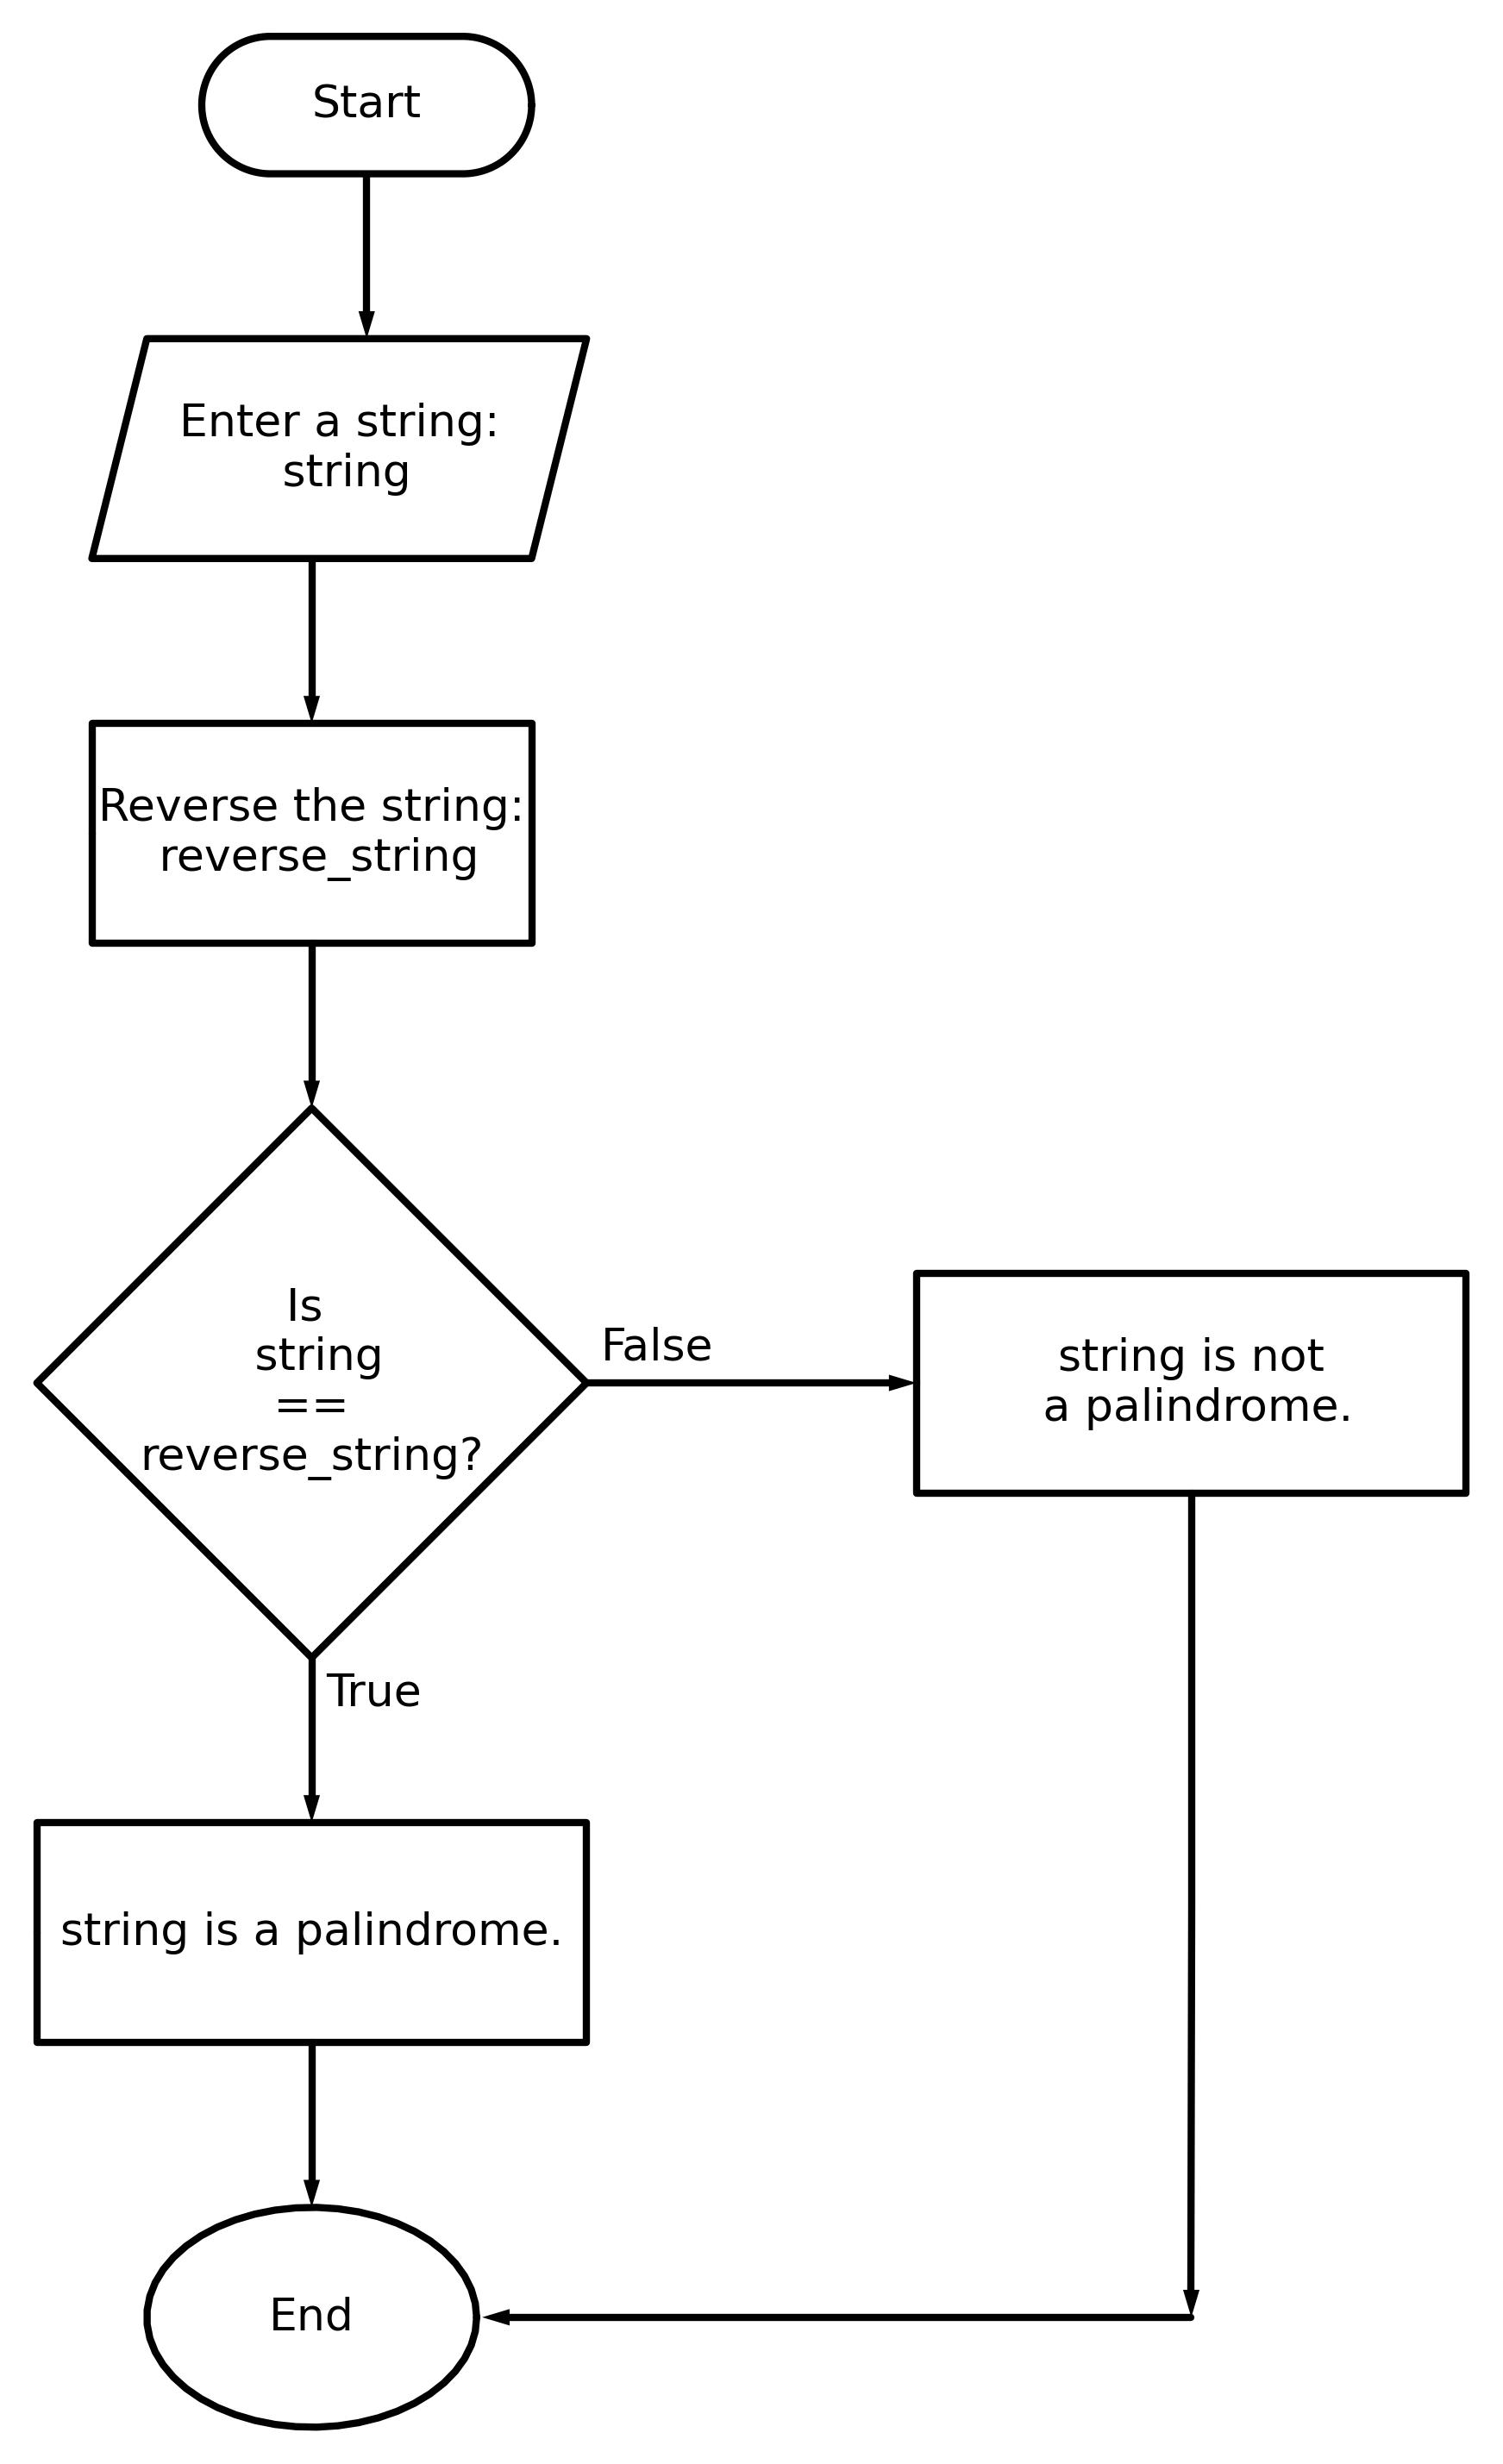 Start
Enter a string:
string
Reverse the string:
reverse_string
Is
string
==
reverse_string?
False
string is not
a palindrome.
True
string is a palindrome.
End